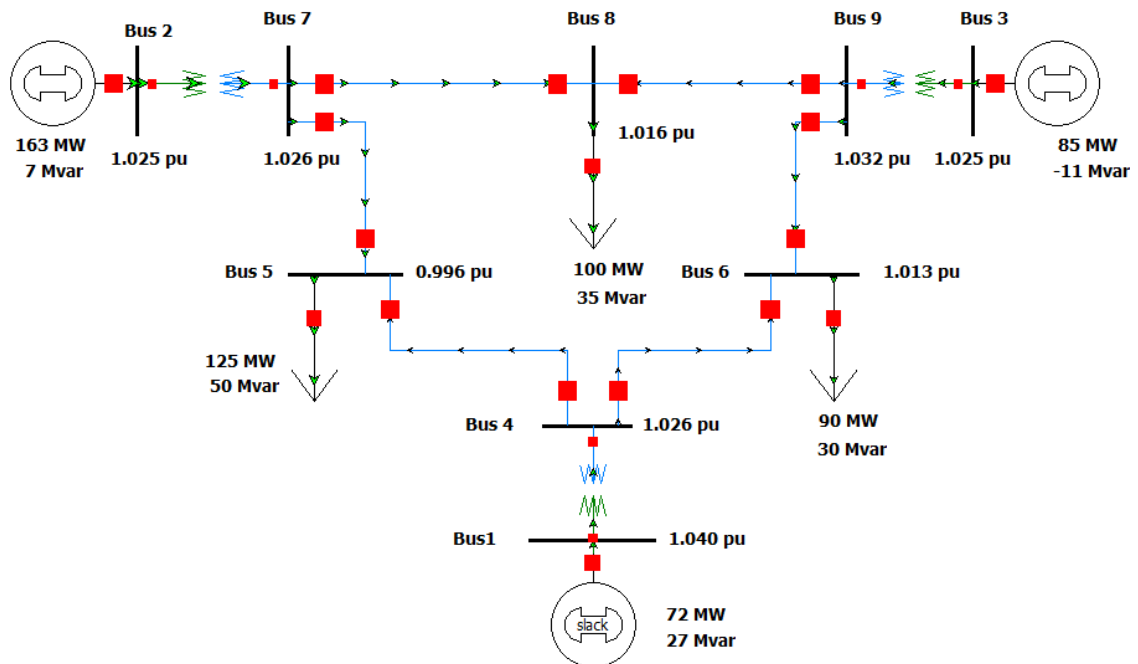 Bus 2
Bus 7
Bus 8
Bus 9
Bus 3
163 MW
7 Mvar
1.025 pu
1.026 pu
1.016 pu
1.032 pu
1.025 pu
85 MW
-11 Mvar
Bus 5
0.996 pu
100 MW
35 Mvar
Bus 6
1.013 pu
125 MW
50 Mvar
Bus 4
1.026 pu
90 MW
30 Mvar
Bus1
1.040 pu
slack
72 MW
27 Mvar